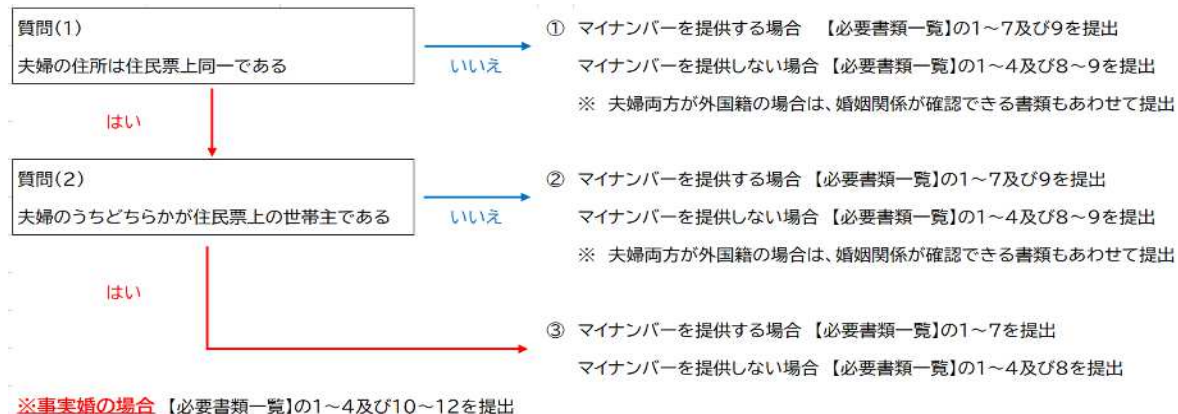 質問(1)
夫婦の住所は住民票上同一である
いいえ
① マイナンバーを提供する場合 【必要書類一覧】の1～7及び9を提出
マイナンバーを提供しない場合 【必要書類一覧】の1～4及び8～9を提出
※ 夫婦両方が外国籍の場合は、婚姻関係が確認できる書類もあわせて提出
はい
質問(2)
夫婦のうちどちらかが住民票上の世帯主である
いいえ
② マイナンバーを提供する場合 【必要書類一覧】の1～7及び9を提出
マイナンバーを提供しない場合 【必要書類一覧】の1～4及び8～9を提出
※ 夫婦両方が外国籍の場合は、婚姻関係が確認できる書類もあわせて提出
はい
③ マイナンバーを提供する場合 【必要書類一覧】の1～7を提出
マイナンバーを提供しない場合 【必要書類一覧】の1～4及び8を提出
※事実婚の場合 【必要書類一覧】の1～4及び10～12を提出